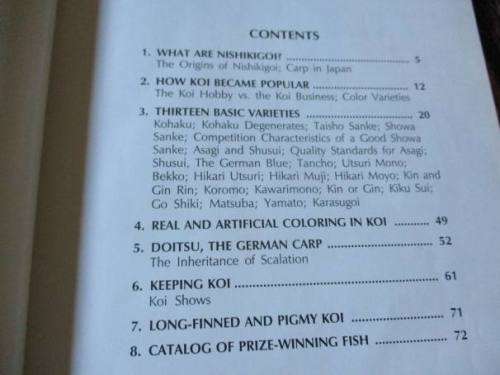 CONTENTS
1. WHAT ARE NISHIKIGOI? ........................................ 5
The Origins of Nishikigoi; Carp in Japan
2. HOW KOI BECAME POPULAR ............................ 12
The Koi Hobby vs. the Koi Business; Color Varieties
3. THIRTEEN BASIC VARIETIES ............................ 20
Kohaku; Kohaku Degenerates; Taisho Sanke; Showa
Sanke; Competition Characteristics of a Good Showa
Sanke; Asagi and Shusui; Quality Standards for Asagi;
Shusui, The German Blue; Tancho; Utsuri Mono;
Bekko; Hikari Utsuri; Hikari Muji; Hikari Moyo; Kin and
Gin Rin; Koromo; Kawarimono; Kin or Gin; Kiku Sui;
Go Shiki; Matsuba; Yamato; Karasugoi
4. REAL AND ARTIFICIAL COLORING IN KOI .......... 49
5. DOITSU, THE GERMAN CARP ............................ 52
The Inheritance of Scalation
6. KEEPING KOI ...................................................... 61
Koi Shows
7. LONG-FINNED AND PIGMY KOI ........................ 71
8. CATALOG OF PRIZE-WINNING FISH .................... 72